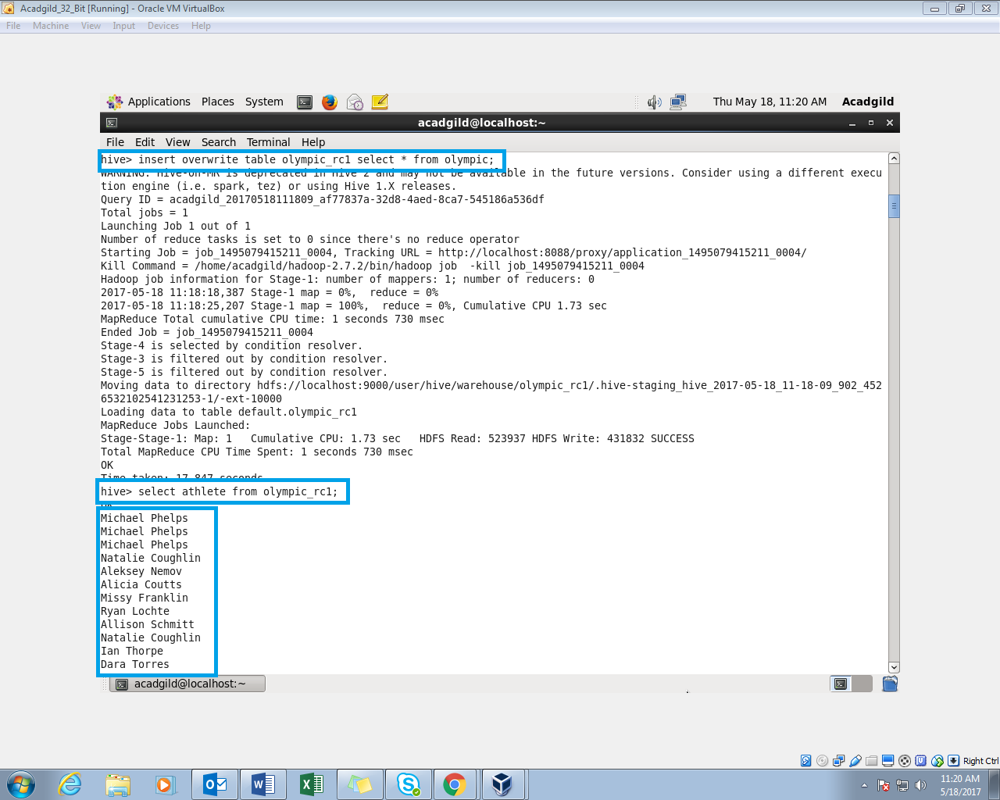 Acadgild_32_Bit [Running] - Oracle VM VirtualBox
File Machine View Input Devices Help
Applications Places System Thu May 18, 11:20 AM Acadgild
acadgild@localhost:~
File Edit View Search Terminal Help
hive> insert overwrite table olympic_rc1 select * from olympic;
WARNING: Hive-on-MR is deprecated in Hive 2 and may not be available in the future versions. Consider using a different execu
tion engine (i.e. spark, tez) or using Hive 1.X releases.
Query ID = acadgild_20170518111809_af77837a-32d8-4aed-8ca7-545186a536df
Total jobs = 1
Launching Job 1 out of 1
Number of reduce tasks is set to 0 since there's no reduce operator
Starting Job = job_1495079415211_0004, Tracking URL = http://localhost:8088/proxy/application_1495079415211_0004/
Kill Command = /home/acadgild/hadoop-2.7.2/bin/hadoop job  -kill job_1495079415211_0004
Hadoop job information for Stage-1: number of mappers: 1; number of reducers: 0
2017-05-18 11:18:18,387 Stage-1 map = 0%,  reduce = 0%
2017-05-18 11:18:25,207 Stage-1 map = 100%,  reduce = 0%, Cumulative CPU 1.73 sec
MapReduce Total cumulative CPU time: 1 seconds 730 msec
Ended Job = job_1495079415211_0004
Stage-4 is selected by condition resolver.
Stage-3 is filtered out by condition resolver.
Stage-5 is filtered out by condition resolver.
Moving data to directory hdfs://localhost:9000/user/hive/warehouse/olympic_rc1/.hive-staging_hive_2017-05-18_11-18-09_902_452
6532102541231253-1/-ext-10000
Loading data to table default.olympic_rc1
MapReduce Jobs Launched:
Stage-Stage-1: Map: 1   Cumulative CPU: 1.73 sec   HDFS Read: 523937 HDFS Write: 431832 SUCCESS
Total MapReduce CPU Time Spent: 1 seconds 730 msec
OK
Time taken: 17.847 seconds
hive> select athlete from olympic_rc1;
OK
Michael Phelps
Michael Phelps
Michael Phelps
Natalie Coughlin
Aleksey Nemov
Alicia Coutts
Missy Franklin
Ryan Lochte
Allison Schmitt
Natalie Coughlin
Ian Thorpe
Dara Torres
acadgild@localhost:~
Right Ctrl
11:20 AM
5/18/2017